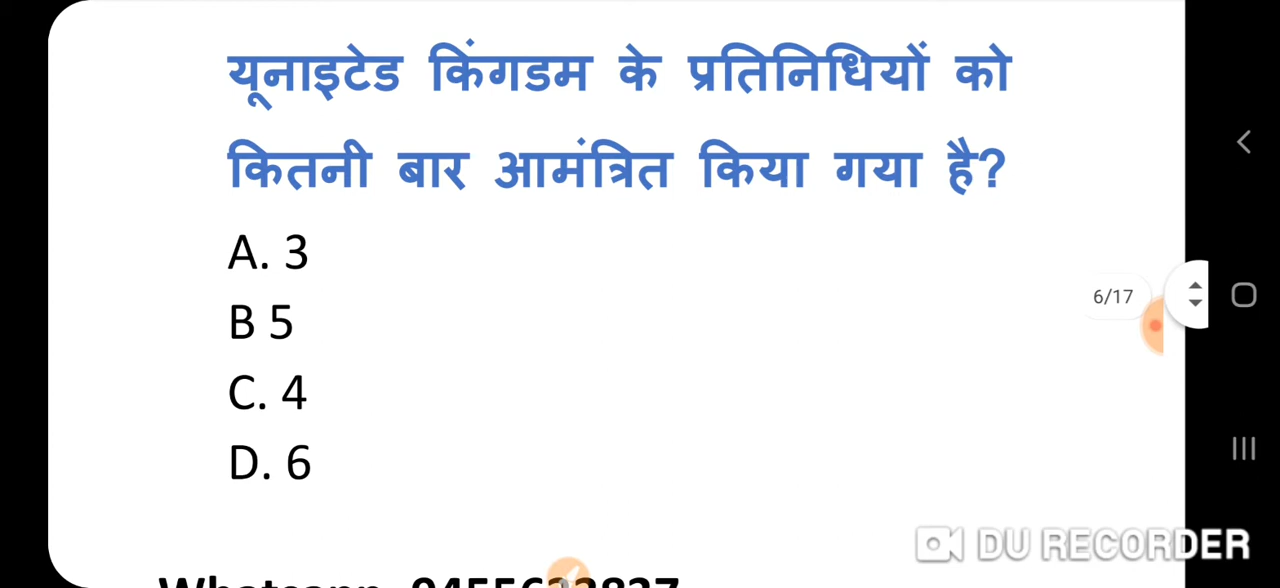 यूनाइटेड किंगडम के प्रतिनिधियों को
कितनी बार आमंत्रित किया गया है?
A. 3
B 5
C. 4
D. 6
6/17
DU RECORDER